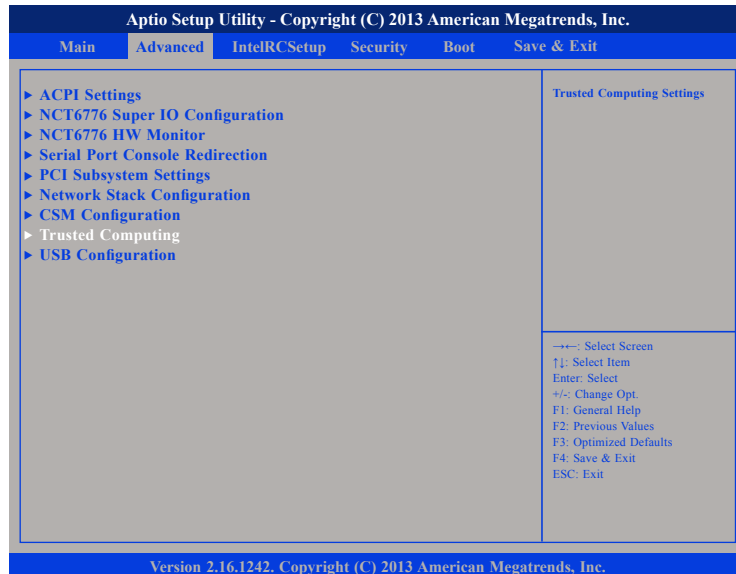 Aptio Setup Utility - Copyright (C) 2013 American Megatrends, Inc.
Main Advanced IntelRCSetup Security Boot Save & Exit
► ACPI Settings
► NCT6776 Super IO Configuration
► NCT6776 HW Monitor
► Serial Port Console Redirection
► PCI Subsystem Settings
► Network Stack Configuration
► CSM Configuration
► Trusted Computing
► USB Configuration
Trusted Computing Settings
→←: Select Screen
↑↓: Select Item
Enter: Select
+/-: Change Opt.
F1: General Help
F2: Previous Values
F3: Optimized Defaults
F4: Save & Exit
ESC: Exit
Version 2.16.1242. Copyright (C) 2013 American Megatrends, Inc.